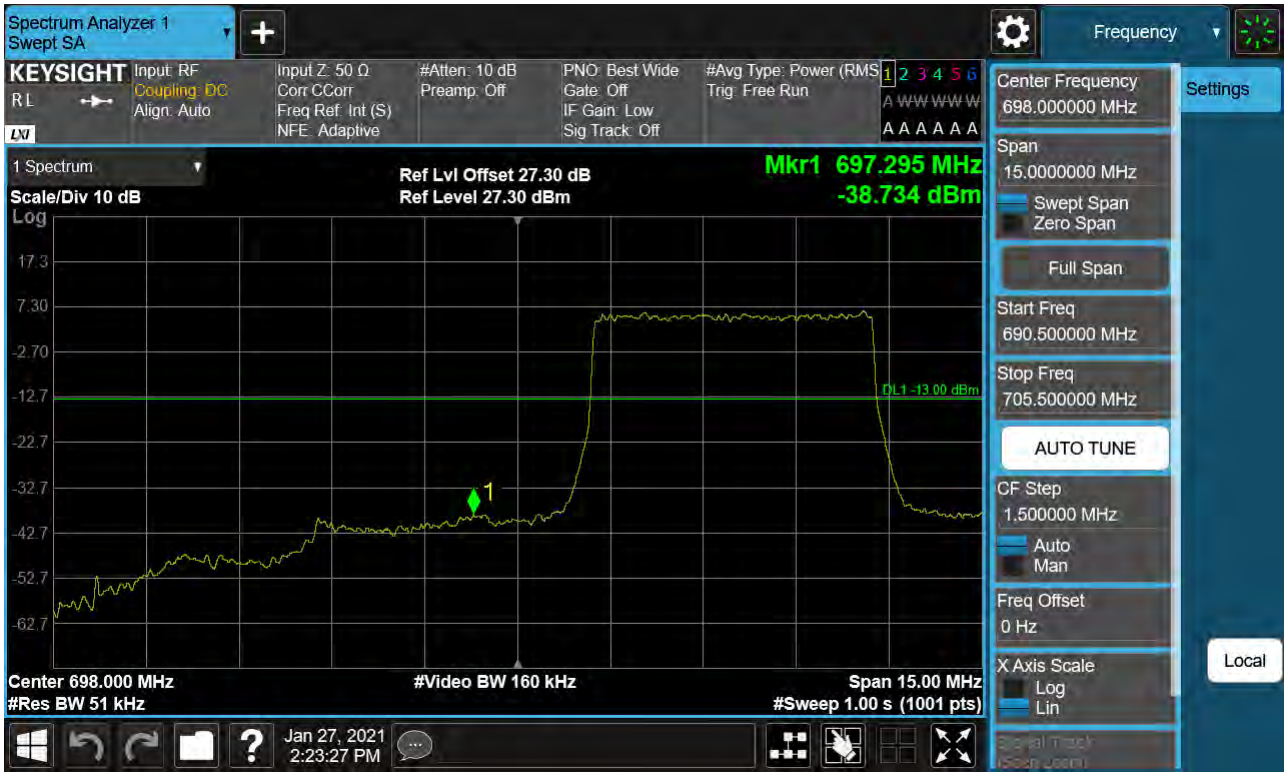 Spectrum Analyzer 1
Swept SA
+
Frequency
KEYSIGHT
RL
LXI
Input: RF
Coupling: DC
Align: Auto
Input Z: 50 Ω
Corr CCorr
Freq Ref: Int (S)
NFE: Adaptive
#Atten: 10 dB
Preamp: Off
PNO: Best Wide
Gate: Off
IF Gain: Low
Sig Track: Off
#Avg Type: Power (RMS
Trig: Free Run
1 2 3 4 5 6
A W W W W W
A A A A A A
1 Spectrum
Scale/Div 10 dB
Log
Ref Lvl Offset 27.30 dB
Ref Level 27.30 dBm
Mkr1 697.295 MHz
-38.734 dBm
17.3
7.30
-2.70
-12.7
-22.7
-32.7
-42.7
-52.7
-62.7
DL1 -13.00 dBm
1
Center 698.000 MHz
#Res BW 51 kHz
#Video BW 160 kHz
Span 15.00 MHz
#Sweep 1.00 s (1001 pts)
Center Frequency
698.000000 MHz
Span
15.0000000 MHz
Swept Span
Zero Span
Full Span
Start Freq
690.500000 MHz
Stop Freq
705.500000 MHz
AUTO TUNE
CF Step
1.500000 MHz
Auto
Man
Freq Offset
0 Hz
X Axis Scale
Log
Lin
Signal Track
(Span Zoom)
Settings
Local
?
Jan 27, 2021
2:23:27 PM